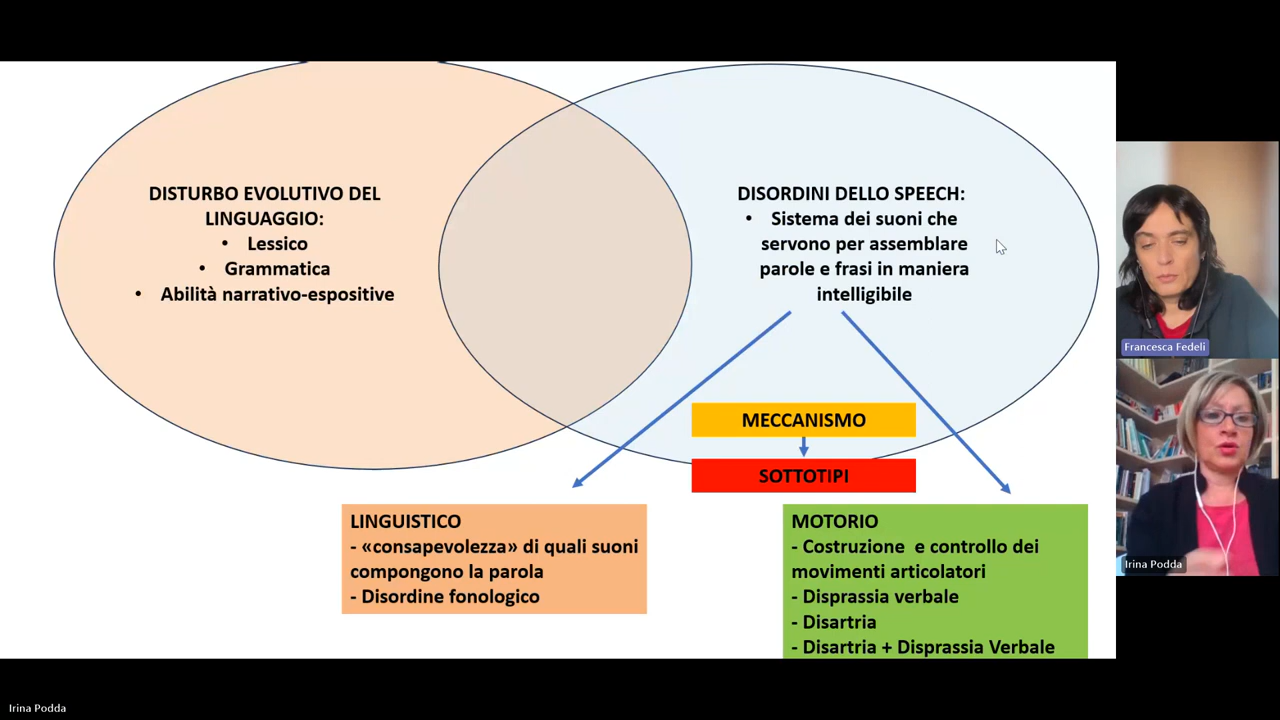 DISTURBO EVOLUTIVO DEL
LINGUAGGIO:
• Lessico
• Grammatica
• Abilità narrativo-espositive
DISORDINI DELLO SPEECH:
• Sistema dei suoni che
servono per assemblare
parole e frasi in maniera
intelligibile
MECCANISMO
SOTTOTIPI
LINGUISTICO
- «consapevolezza» di quali suoni
compongono la parola
- Disordine fonologico
MOTORIO
- Costruzione e controllo dei
movimenti articolatori
- Disprassia verbale
- Disartria
- Disartria + Disprassia Verbale
Francesca Fedeli
Irina Podda
Irina Podda